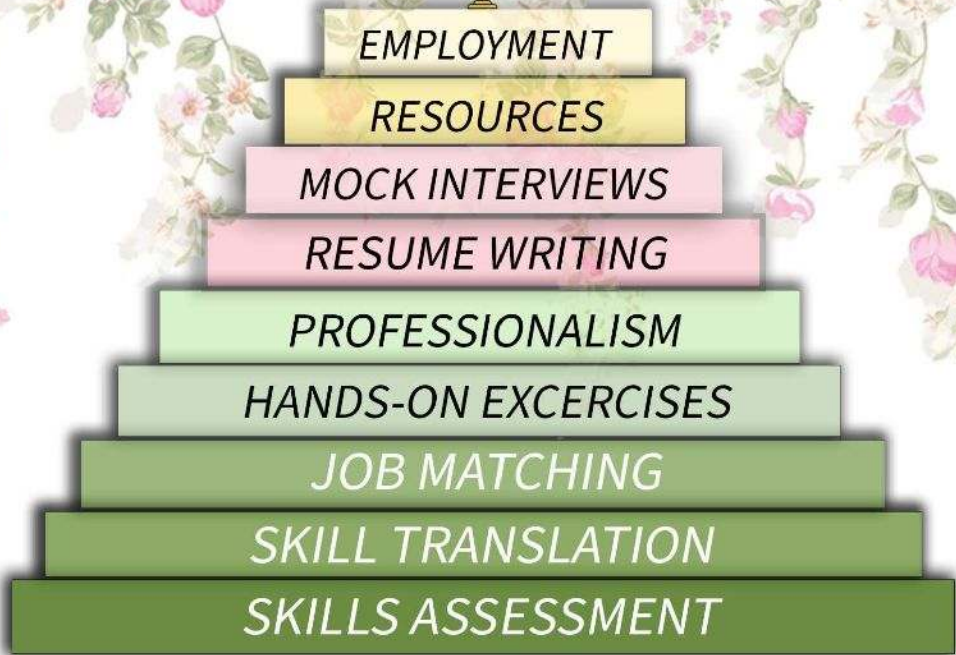 EMPLOYMENT
RESOURCES
MOCK INTERVIEWS
RESUME WRITING
PROFESSIONALISM
HANDS-ON EXCERCISES
JOB MATCHING
SKILL TRANSLATION
SKILLS ASSESSMENT